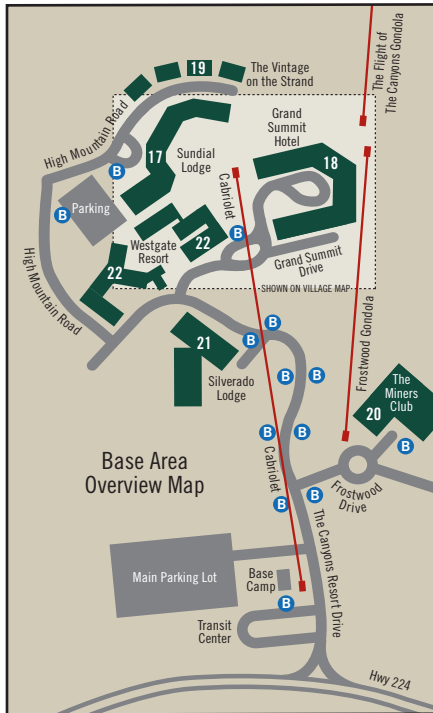 The Flight of
The Canyons Gondola
19
The Vintage
on the Strand
High Mountain Road
17
Sundial
Lodge
Grand
Summit
Hotel
18
Cabriolet
B
B
Parking
Westgate
Resort
22
B
22
Grand Summit
Drive
SHOWN ON VILLAGE MAP
High Mountain Road
Frostwood Gondola
21
Silverado
Lodge
B
B
B
B
The
Miners
Club
20
B
B
B
Base Area
Overview Map
Cabriolet
B
B
Frostwood
Drive
The Canyons Resort Drive
Main Parking Lot
Base
Camp
B
Transit
Center
Hwy 224